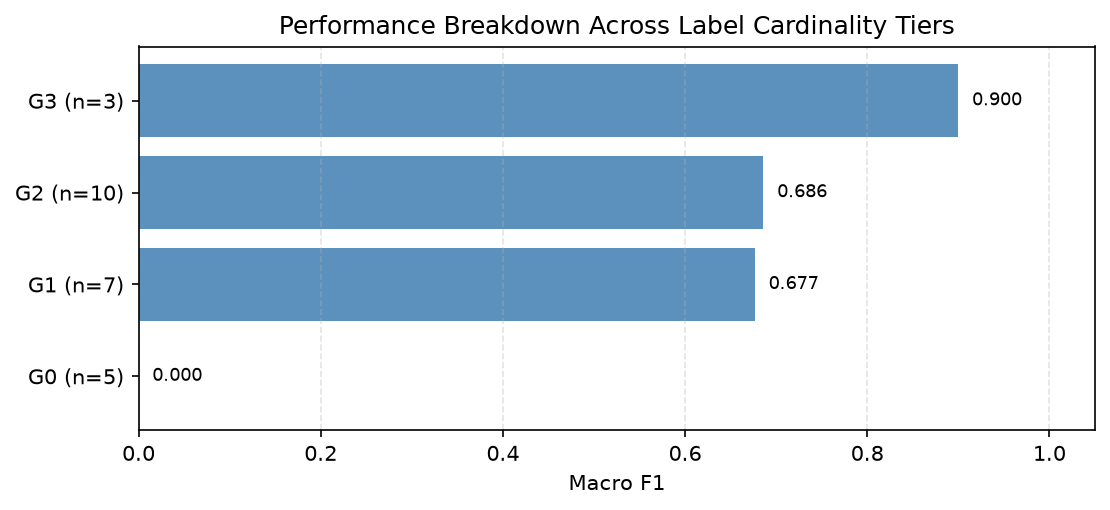 Performance Breakdown Across Label Cardinality Tiers
G3 (n=3)
0.900
G2 (n=10)
0.686
G1 (n=7)
0.677
G0 (n=5)
0.000
0.0 0.2 0.4 0.6 0.8 1.0
Macro F1